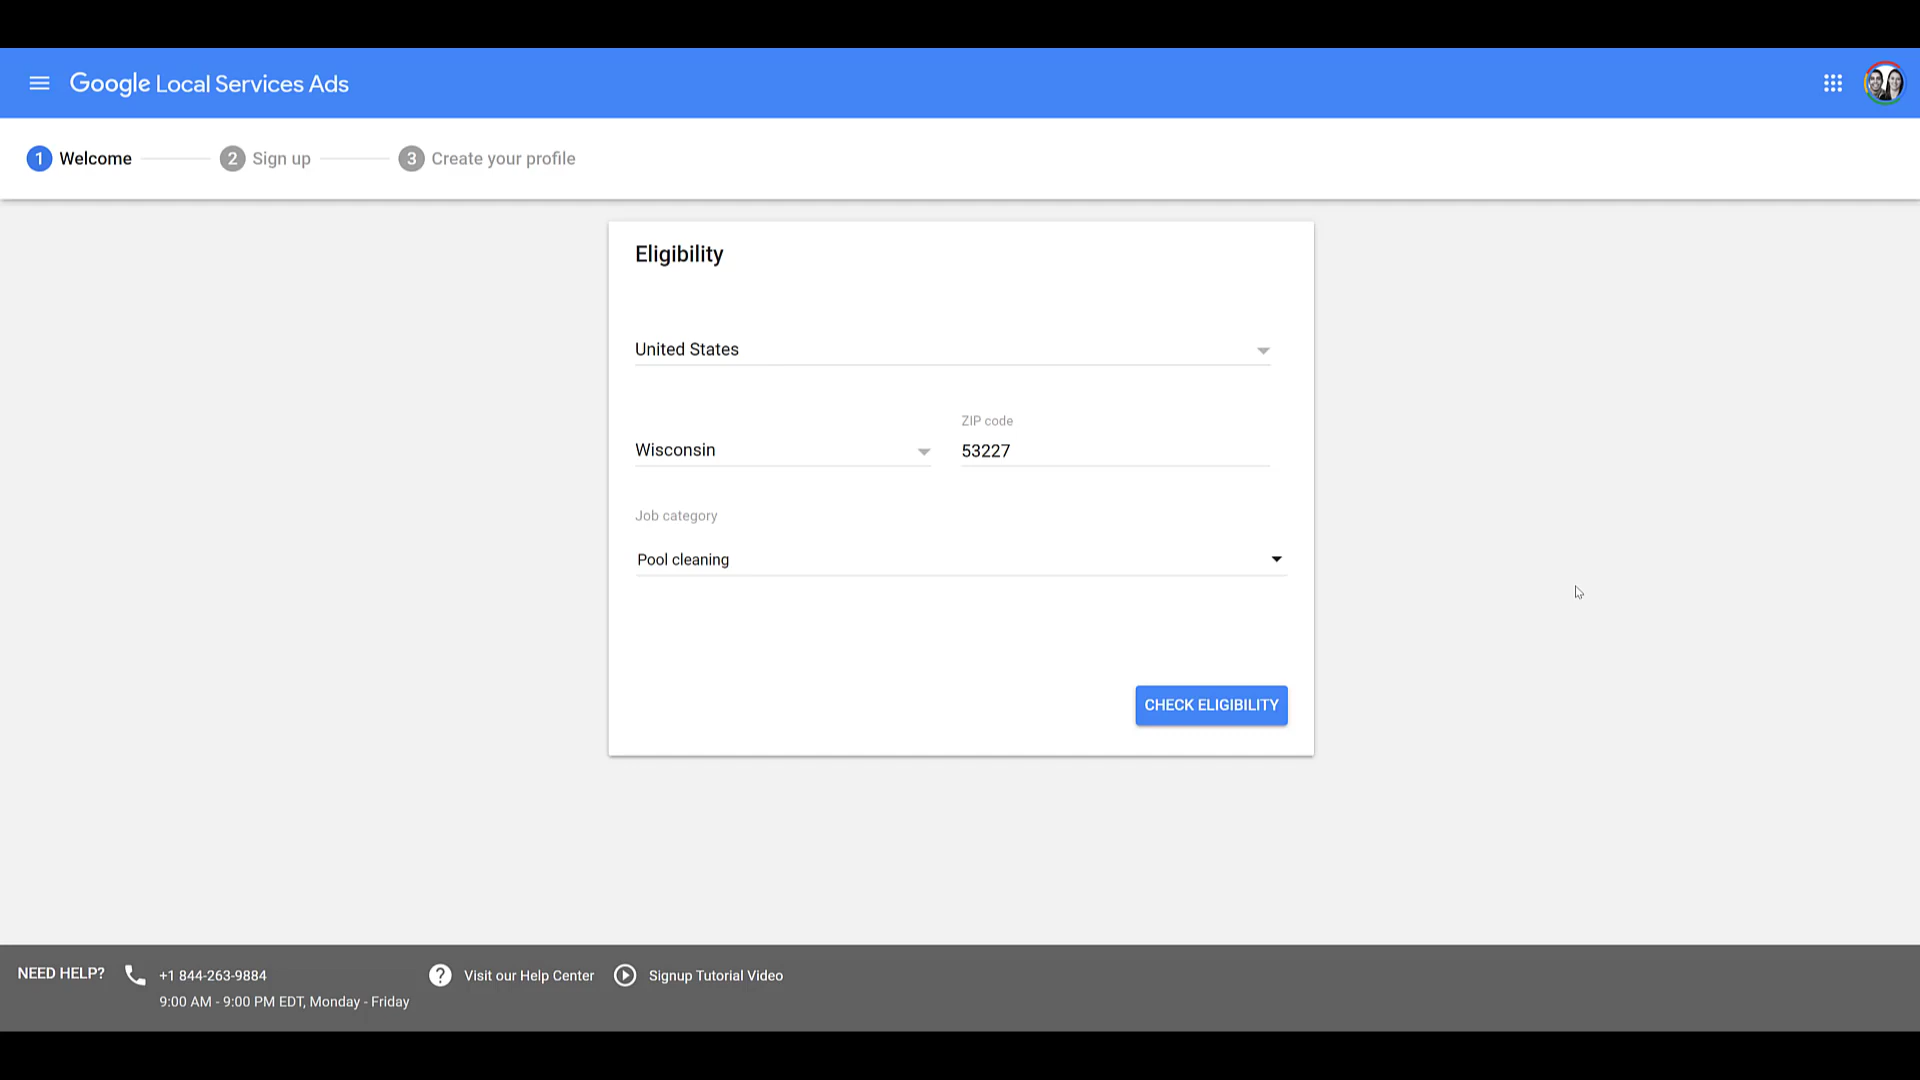 Google Local Services Ads
1 Welcome 2 Sign up 3 Create your profile
Eligibility
United States
ZIP code
Wisconsin 53227
Job category
Pool cleaning
CHECK ELIGIBILITY
NEED HELP? +1 844-263-9884 ? Visit our Help Center Signup Tutorial Video
9:00 AM - 9:00 PM EDT, Monday - Friday